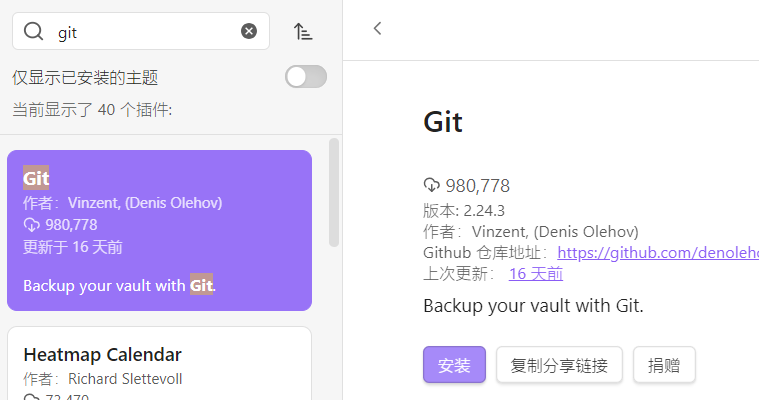 git
仅显示已安装的主题
当前显示了 40 个插件:
Git
作者：Vinzent, (Denis Olehov)
980,778
更新于 16 天前
Backup your vault with Git.
Heatmap Calendar
作者：Richard Slettevoll
73,470
Git
980,778
版本: 2.24.3
作者：Vinzent, (Denis Olehov)
Github 仓库地址：https://github.com/denoleho
上次更新： 16 天前
Backup your vault with Git.
安装
复制分享链接
捐赠